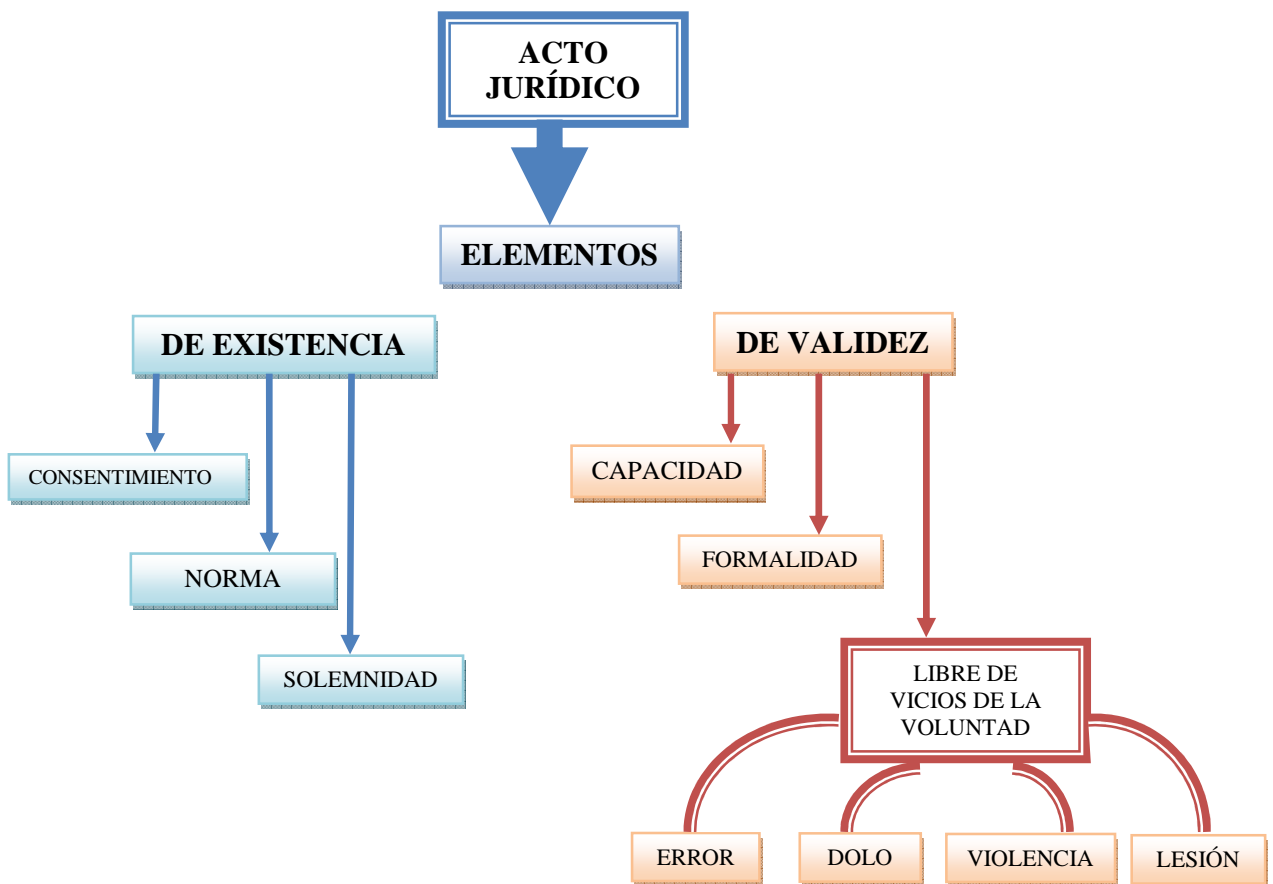 ACTO
JURÍDICO
ELEMENTOS
DE EXISTENCIA
DE VALIDEZ
CONSENTIMIENTO
CAPACIDAD
NORMA
FORMALIDAD
SOLEMNIDAD
LIBRE DE
VICIOS DE LA
VOLUNTAD
ERROR
DOLO
VIOLENCIA
LESIÓN